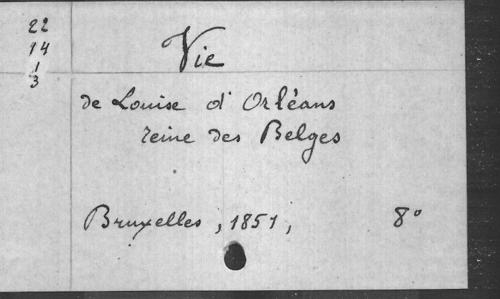 22
14
1
3
Vie
de Louise d'Orléans
reine des Belges
Bruxelles, 1851, 8°